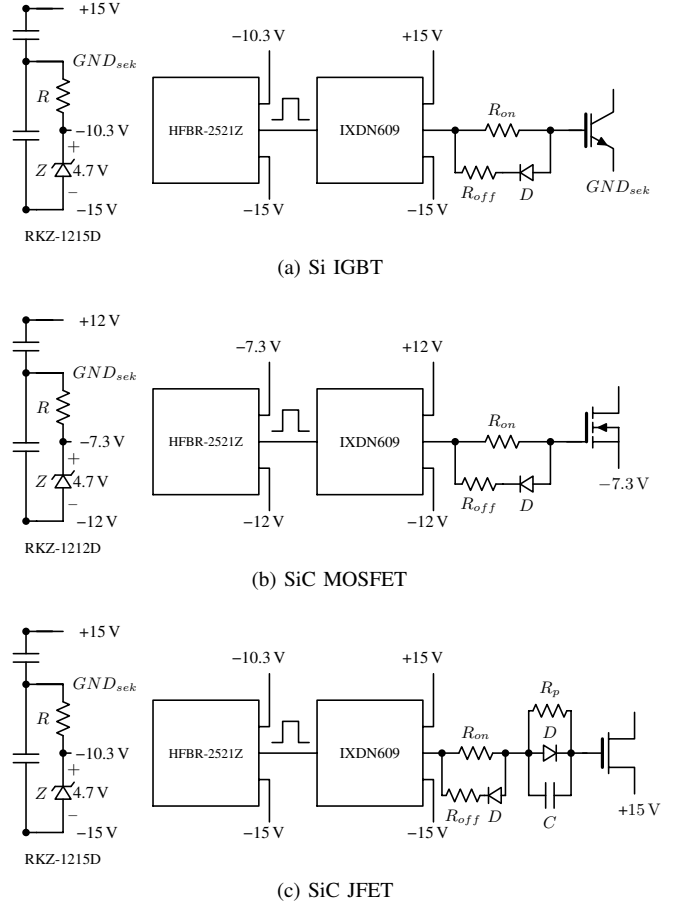 +15 V
GND_sek
R
−10.3 V
+
Z 4.7 V
−
−15 V
RKZ-1215D
−10.3 V
HFBR-2521Z
−15 V
+15 V
IXDN609
−15 V
R_on
R_off D
GND_sek
(a) Si IGBT
+12 V
GND_sek
R
−7.3 V
+
Z 4.7 V
−
−12 V
RKZ-1212D
−7.3 V
HFBR-2521Z
−12 V
+12 V
IXDN609
−12 V
R_on
R_off D
−7.3 V
(b) SiC MOSFET
+15 V
GND_sek
R
−10.3 V
+
Z 4.7 V
−
−15 V
RKZ-1215D
−10.3 V
HFBR-2521Z
−15 V
+15 V
IXDN609
−15 V
R_on
R_off D
R_p
D
C
+15 V
(c) SiC JFET